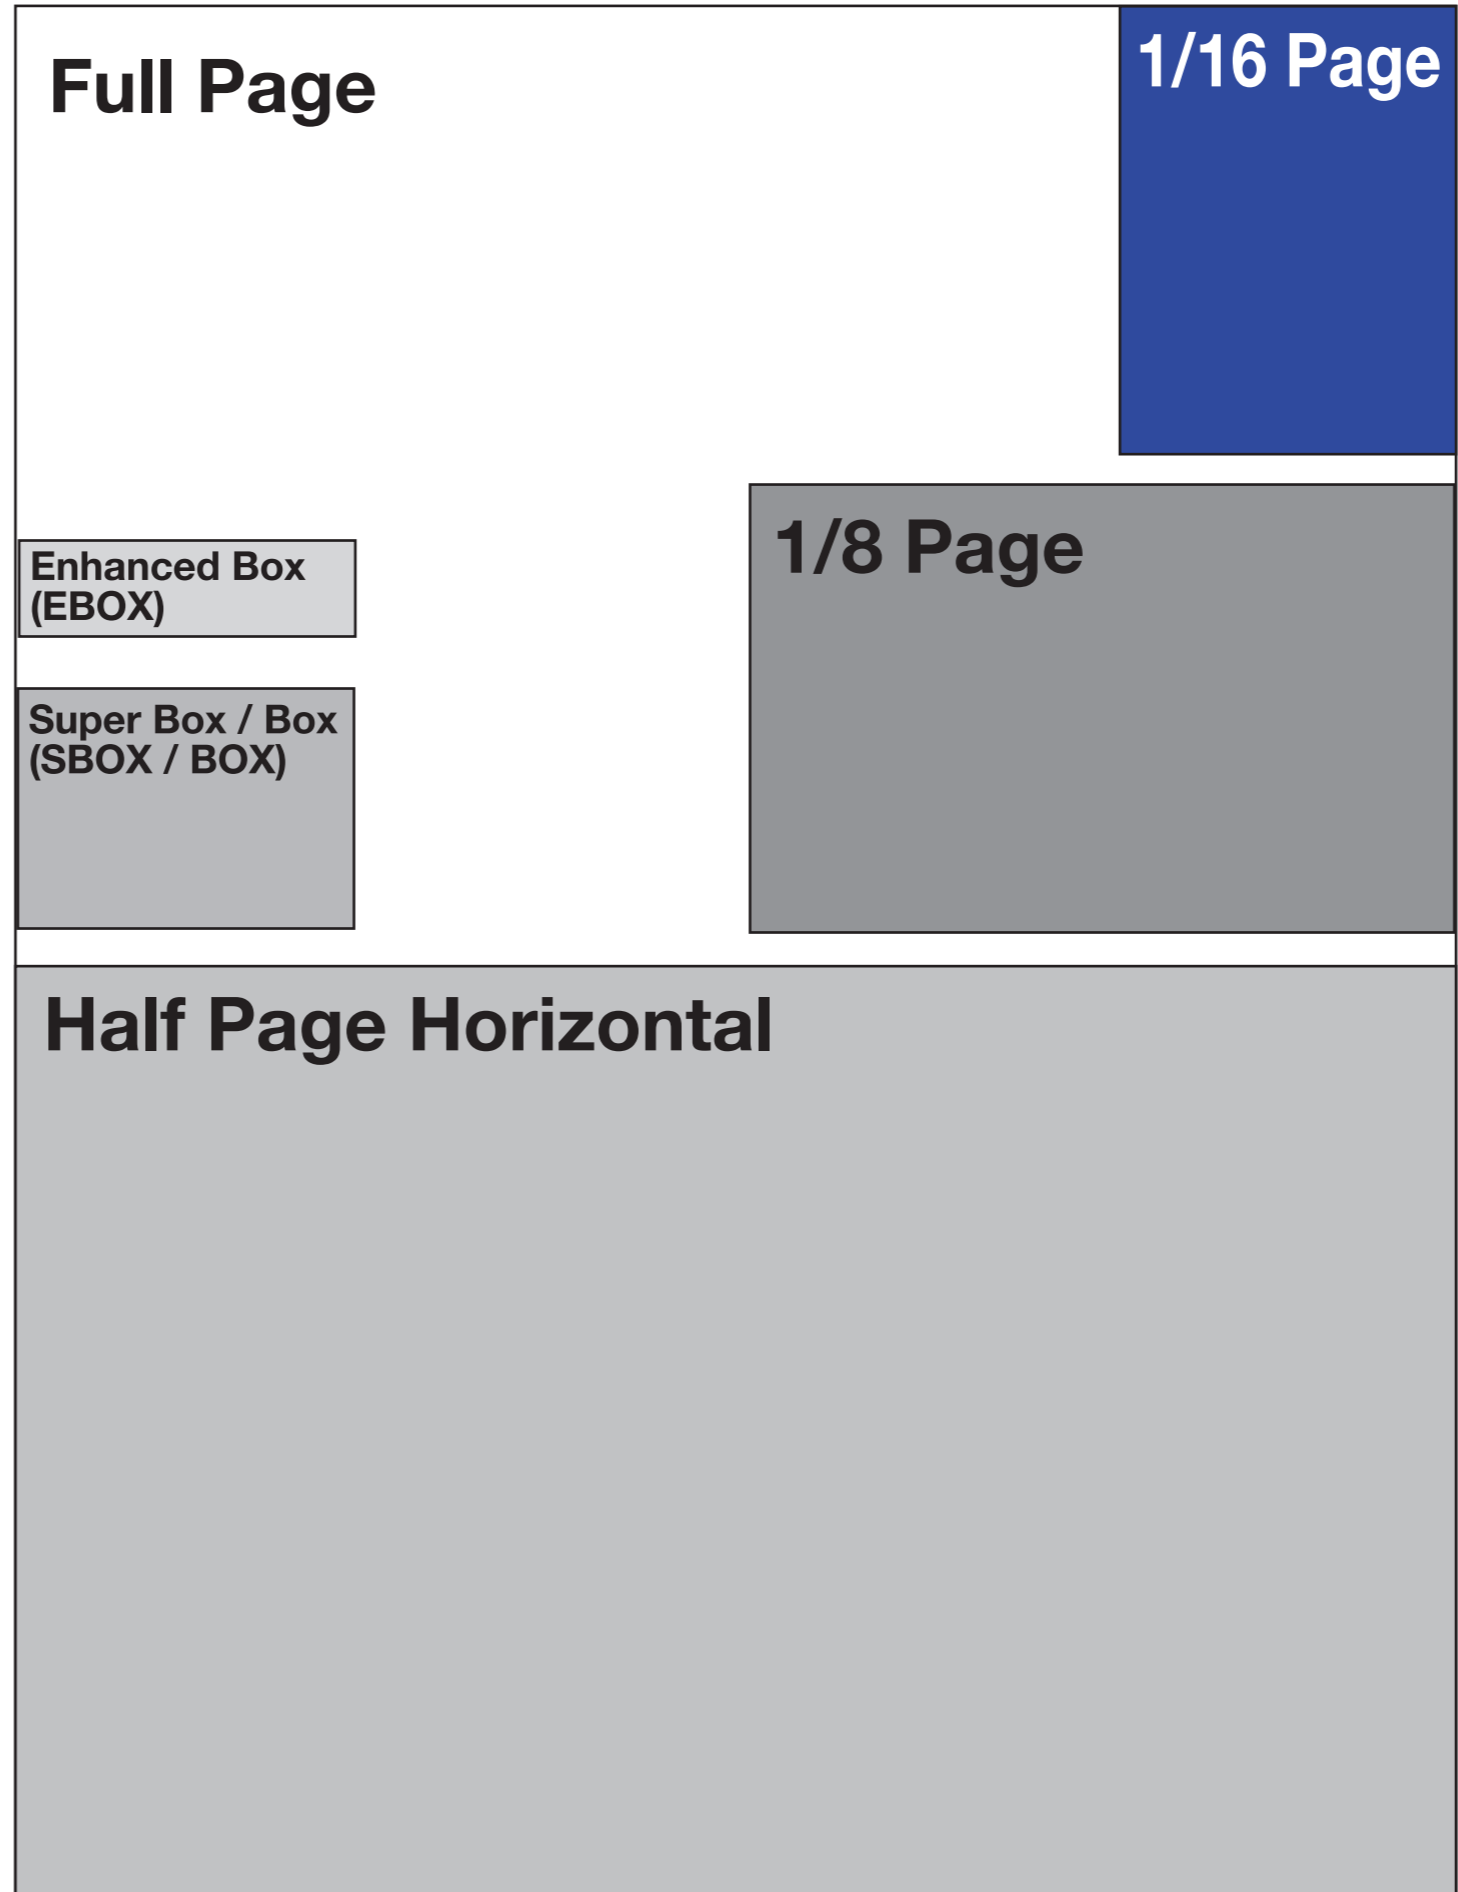 Full Page
1/16 Page
1/8 Page
Enhanced Box
(EBOX)
Super Box / Box
(SBOX / BOX)
Half Page Horizontal